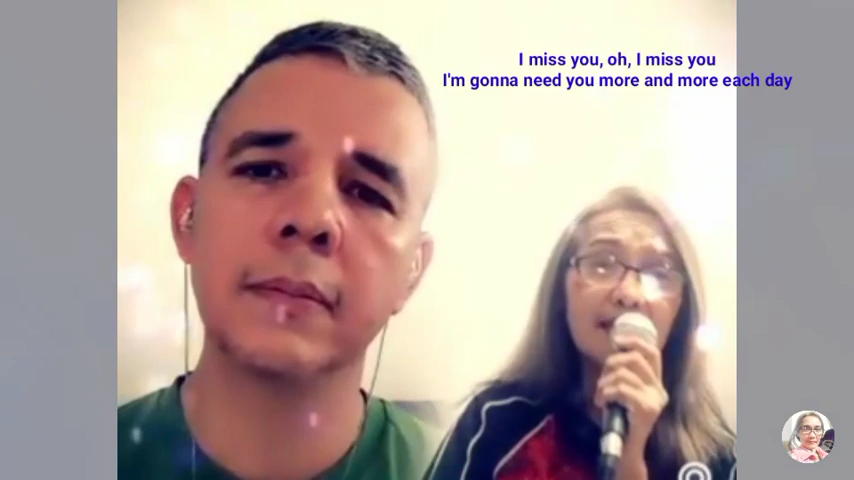 I miss you, oh, I miss you
I'm gonna need you more and more each day